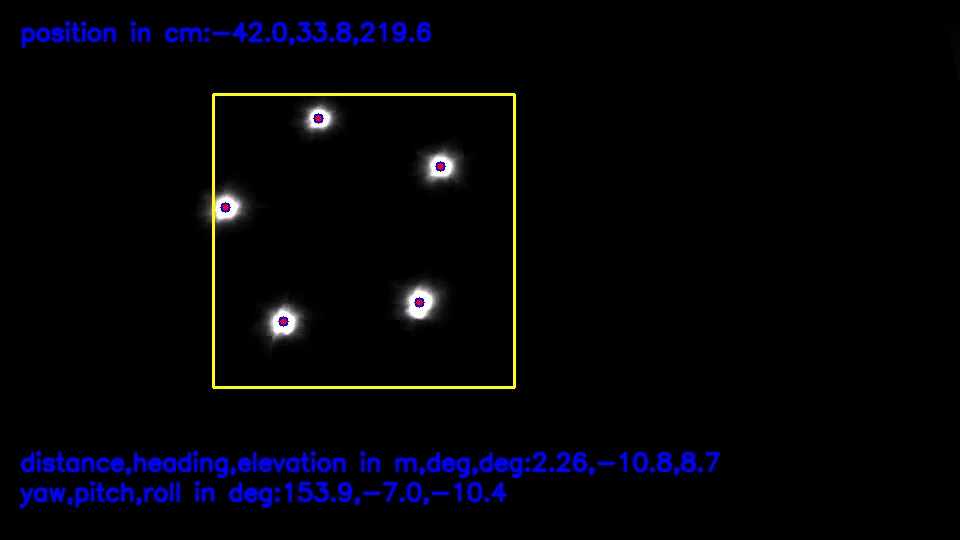 position in cm:-42.0,33.8,219.6
distance,heading,elevation in m,deg,deg:2.26,-10.8,8.7
yaw,pitch,roll in deg:153.9,-7.0,-10.4